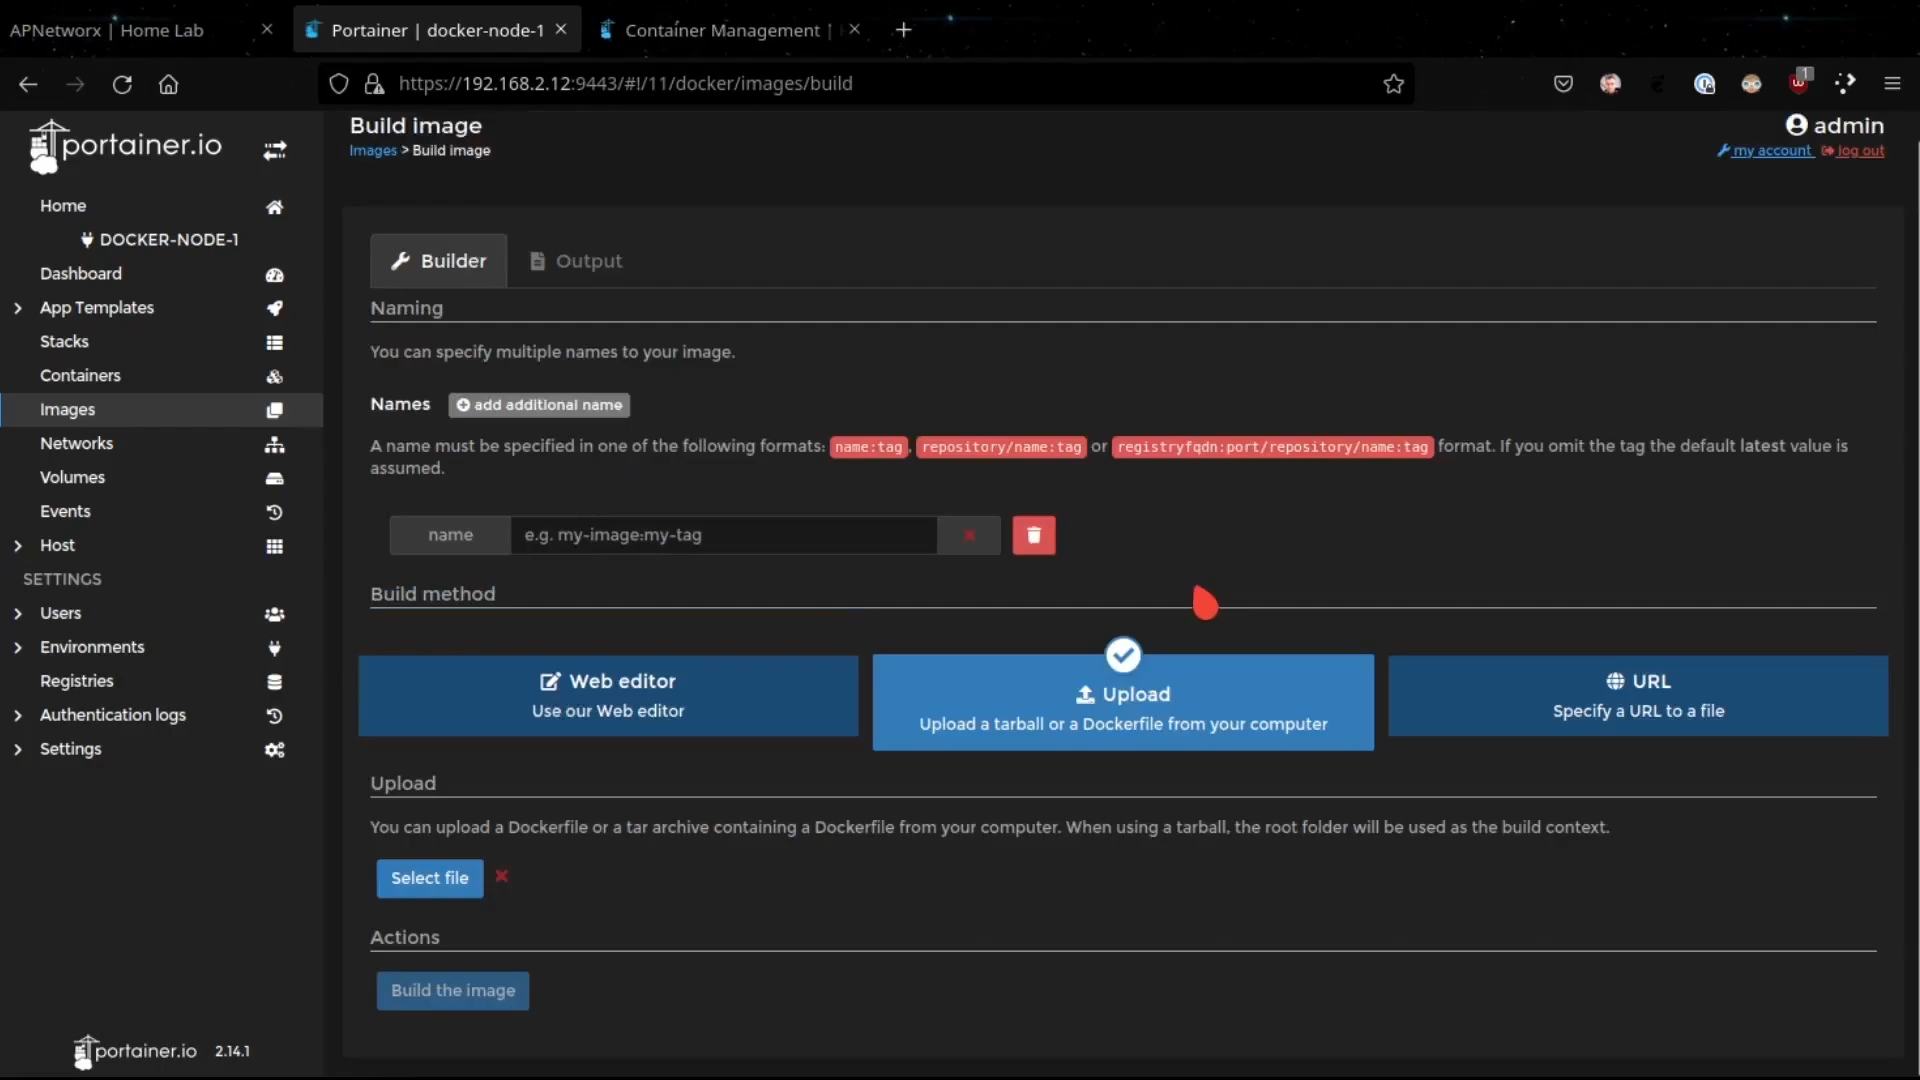 APNetworx | Home Lab
Portainer | docker-node-1
Container Management |
https://192.168.2.12:9443/#!/11/docker/images/build
1
portainer.io
Build image
Images > Build image
admin
my account log out
Home
DOCKER-NODE-1
Dashboard
App Templates
Stacks
Containers
Images
Networks
Volumes
Events
Host
SETTINGS
Users
Environments
Registries
Authentication logs
Settings
portainer.io 2.14.1
Builder
Output
Naming
You can specify multiple names to your image.
Names add additional name
A name must be specified in one of the following formats: name:tag, repository/name:tag or registryfqdn:port/repository/name:tag format. If you omit the tag the default latest value is
assumed.
name e.g. my-image:my-tag
Build method
Web editor
Use our Web editor
Upload
Upload a tarball or a Dockerfile from your computer
URL
Specify a URL to a file
Upload
You can upload a Dockerfile or a tar archive containing a Dockerfile from your computer. When using a tarball, the root folder will be used as the build context.
Select file
Actions
Build the image